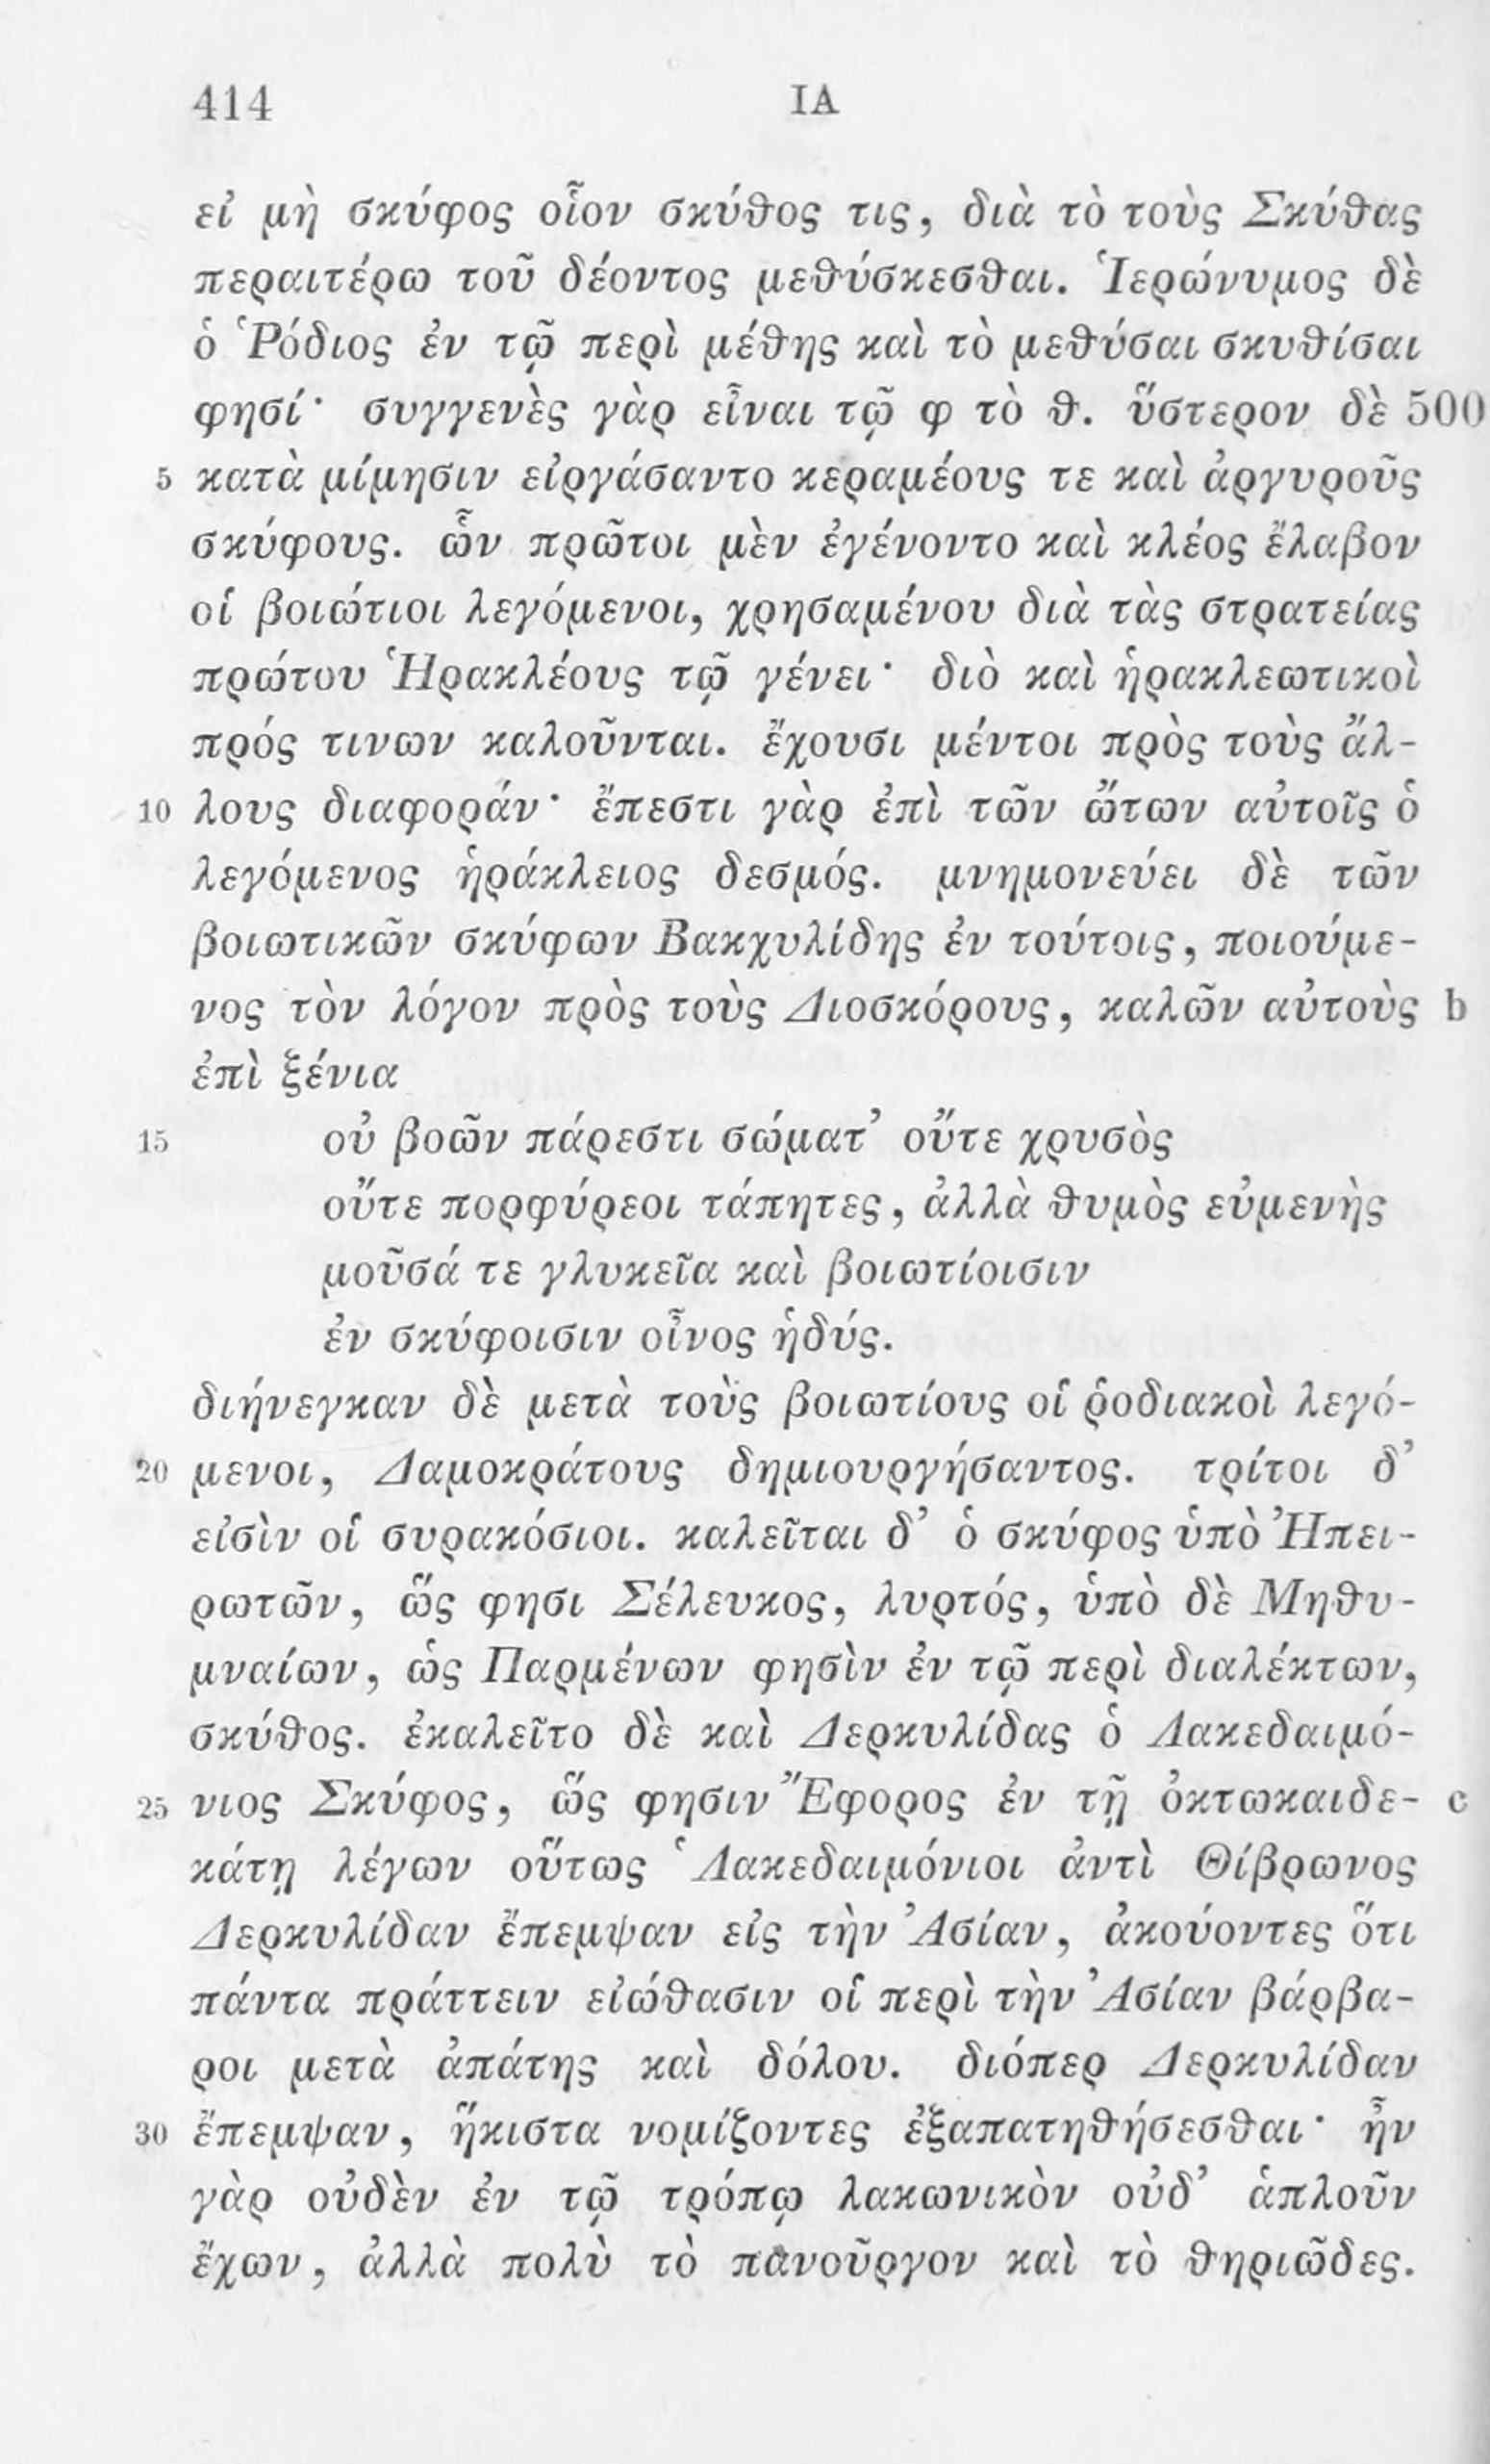 414 ΙΑ
εἰ μὴ σκύφος οἷον σκύθος τις, διὰ τὸ τοὺς Σκύθας
περαιτέρω τοῦ δέοντος μεθύσκεσθαι. Ἱερώνυμος δὲ
ὁ Ῥόδιος ἐν τῷ περὶ μέθης καὶ τὸ μεθύσαι σκυθίσαι
φησί· συγγενὲς γὰρ εἶναι τῷ φ τὸ θ. ὕστερον δὲ 500
5 κατὰ μίμησιν εἰργάσαντο κεραμέους τε καὶ ἀργυροῦς
σκύφους. ὧν πρῶτοι μὲν ἐγένοντο καὶ κλέος ἔλαβον
οἱ βοιώτιοι λεγόμενοι, χρησαμένου διὰ τὰς στρατείας
πρώτου Ἡρακλέους τῷ γένει· διὸ καὶ ἡρακλεωτικοὶ
πρός τινων καλοῦνται. ἔχουσι μέντοι πρὸς τοὺς ἄλ-
10 λους διαφοράν· ἔπεστι γὰρ ἐπὶ τῶν ὤτων αὐτοῖς ὁ
λεγόμενος ἡράκλειος δεσμός. μνημονεύει δὲ τῶν
βοιωτικῶν σκύφων Βακχυλίδης ἐν τούτοις, ποιούμε-
νος τὸν λόγον πρὸς τοὺς Διοσκόρους, καλῶν αὐτοὺς b
ἐπὶ ξένια
15 οὐ βοῶν πάρεστι σώματ’ οὔτε χρυσὸς
οὔτε πορφύρεοι τάπητες, ἀλλὰ θυμὸς εὐμενὴς
μοῦσά τε γλυκεῖα καὶ βοιωτίοισιν
ἐν σκύφοισιν οἶνος ἡδύς.
διήνεγκαν δὲ μετὰ τοὺς βοιωτίους οἱ ῥοδιακοὶ λεγό-
20 μενοι, Δαμοκράτους δημιουργήσαντος. τρίτοι δ’
εἰσὶν οἱ συρακόσιοι. καλεῖται δ’ ὁ σκύφος ὑπὸ Ἠπει-
ρωτῶν, ὥς φησι Σέλευκος, λυρτός, ὑπὸ δὲ Μηθυ-
μναίων, ὡς Παρμένων φησὶν ἐν τῷ περὶ διαλέκτων,
σκύθος. ἐκαλεῖτο δὲ καὶ Δερκυλίδας ὁ Λακεδαιμό-
25 νιος Σκύφος, ὥς φησιν Ἔφορος ἐν τῇ ὀκτωκαιδε- c
κάτῃ λέγων οὕτως ‘Λακεδαιμόνιοι ἀντὶ Θίβρωνος
Δερκυλίδαν ἔπεμψαν εἰς τὴν Ἀσίαν, ἀκούοντες ὅτι
πάντα πράττειν εἰώθασιν οἱ περὶ τὴν Ἀσίαν βάρβα-
ροι μετὰ ἀπάτης καὶ δόλου. διόπερ Δερκυλίδαν
30 ἔπεμψαν, ἥκιστα νομίζοντες ἐξαπατηθήσεσθαι· ἦν
γὰρ οὐδὲν ἐν τῷ τρόπῳ λακωνικὸν οὐδ’ ἁπλοῦν
ἔχων, ἀλλὰ πολὺ τὸ πανοῦργον καὶ τὸ θηριῶδες.